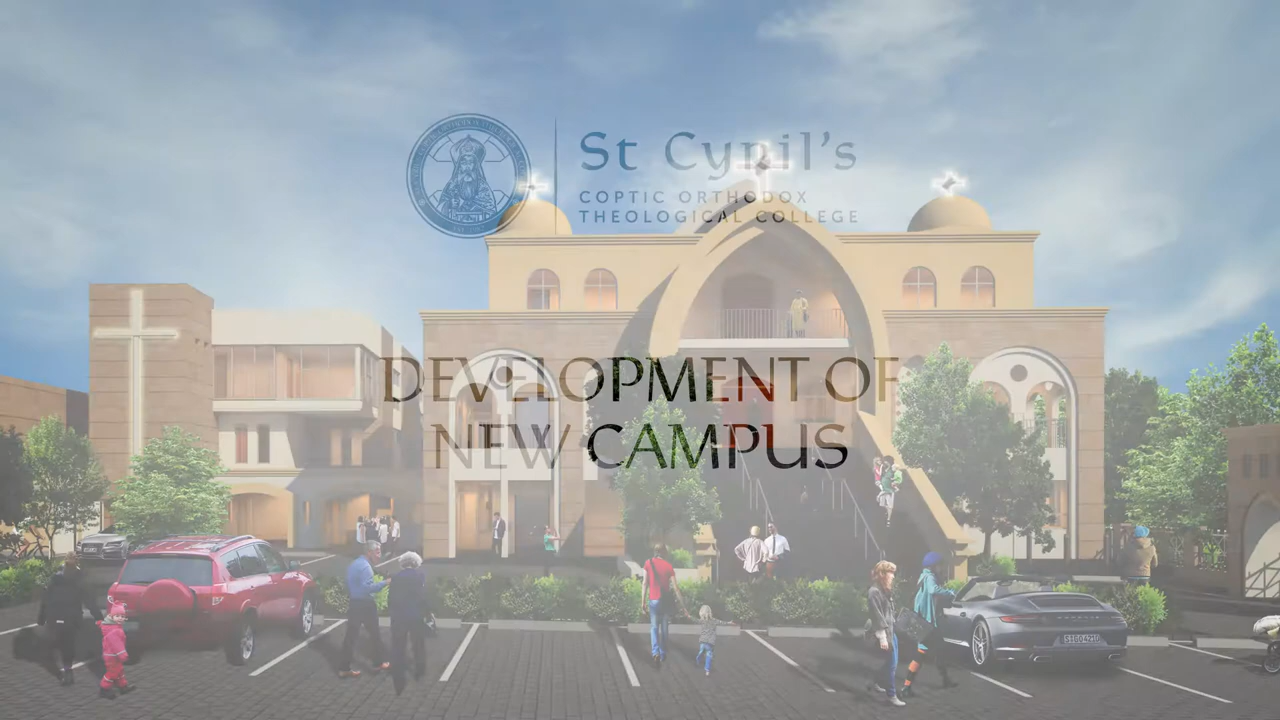 St Cyril's
COPTIC ORTHODOX
THEOLOGICAL COLLEGE
DEVELOPMENT OF
NEW CAMPUS